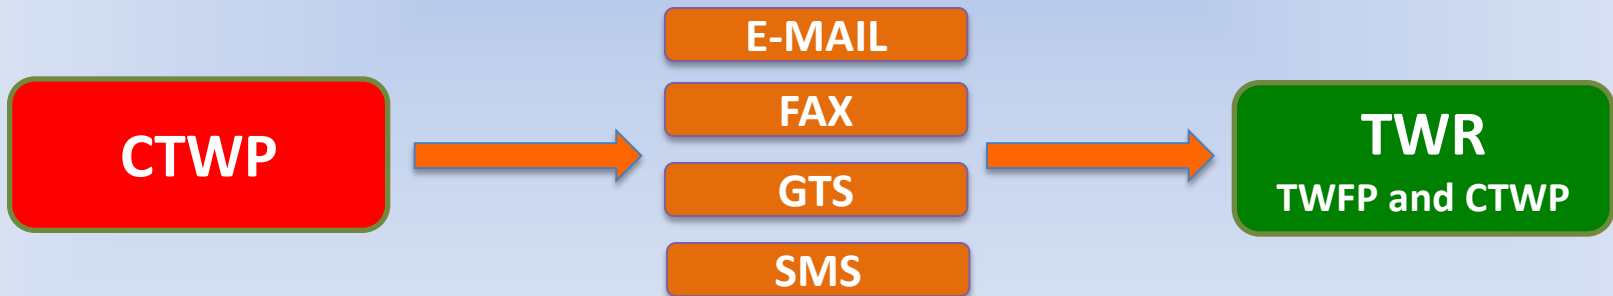 CTWP
E-MAIL
FAX
GTS
SMS
TWR
TWFP and CTWP